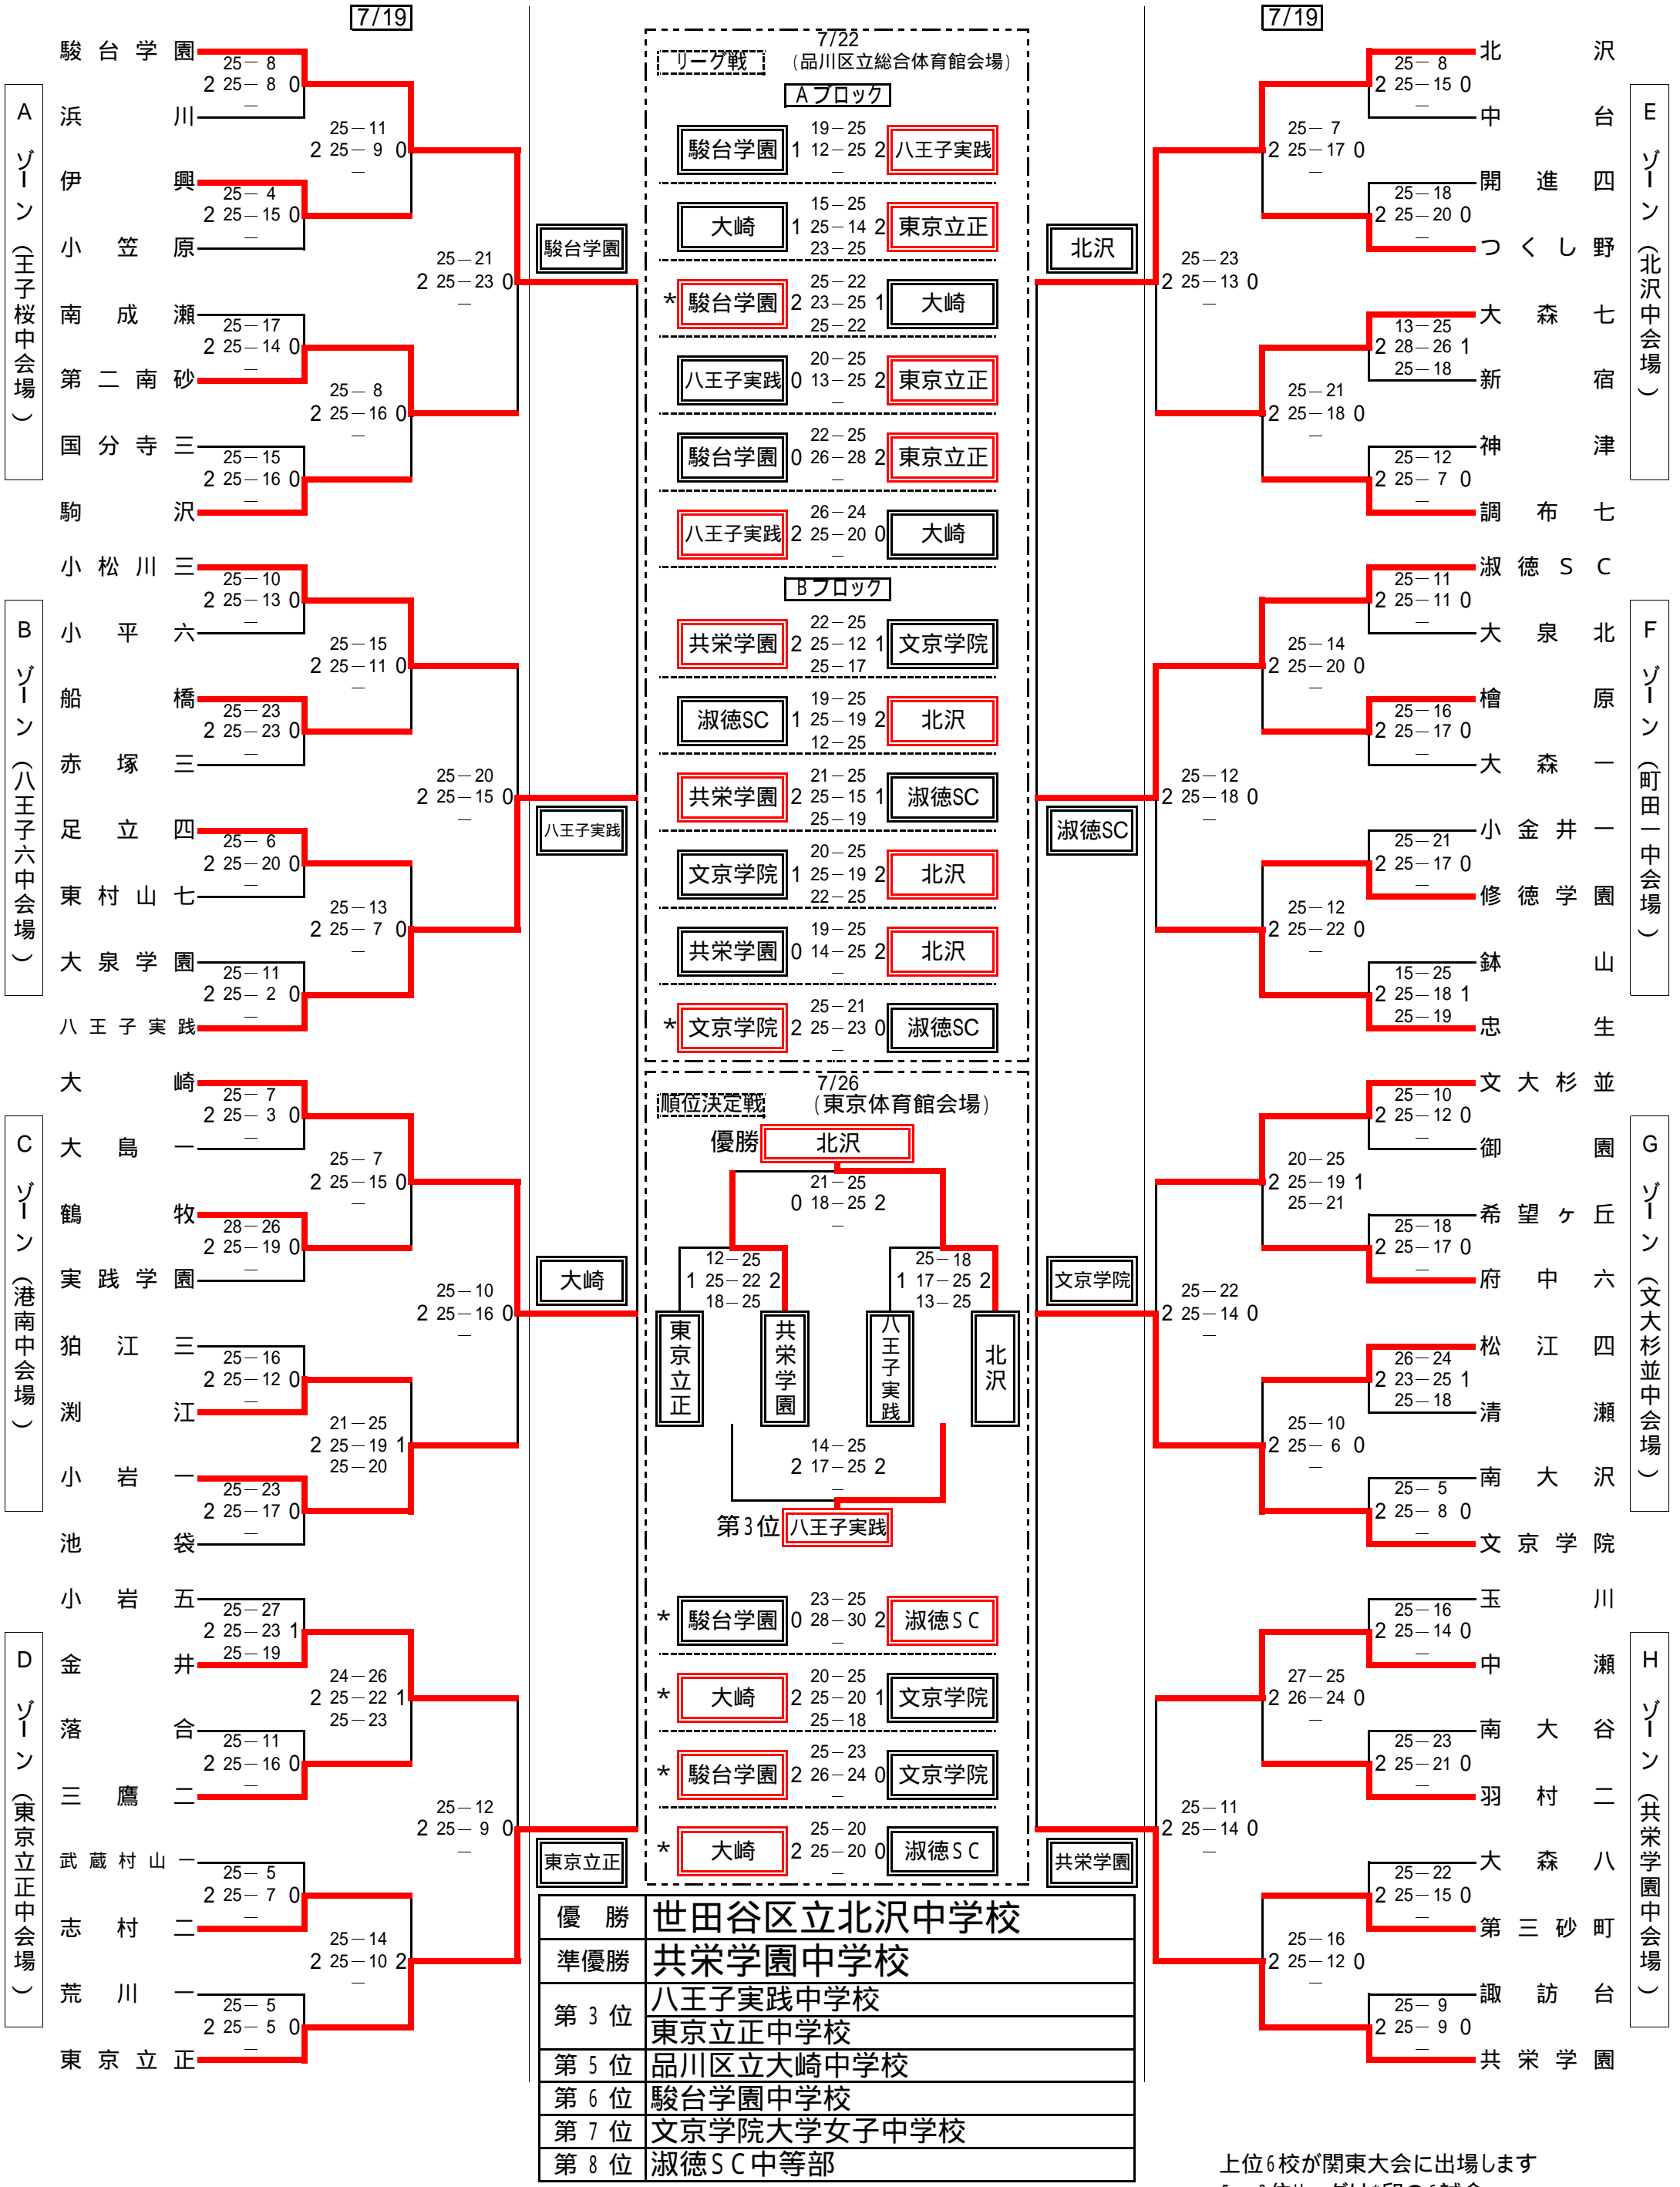 7/19
A ゾーン (王子桜中会場)
駿台学園
25－8
2 25－8 0
－
浜川
25－11
2 25－9 0
－
伊興
25－4
2 25－15 0
－
小笠原
25－21
2 25－23 0
－
駿台学園
南成瀬
25－17
2 25－14 0
－
第二南砂
25－8
2 25－16 0
－
国分寺三
25－15
2 25－16 0
－
駒沢
B ゾーン (八王子六中会場)
小松川三
25－10
2 25－13 0
－
小平六
25－15
2 25－11 0
－
船橋
25－23
2 25－23 0
－
赤塚三
25－20
2 25－15 0
－
八王子実践
足立四
25－6
2 25－20 0
－
東村山七
25－13
2 25－7 0
－
大泉学園
25－11
2 25－2 0
－
八王子実践
C ゾーン (港南中会場)
大崎
25－7
2 25－3 0
－
大島一
25－7
2 25－15 0
－
鶴牧
28－26
2 25－19 0
－
実践学園
25－10
2 25－16 0
－
大崎
狛江三
25－16
2 25－12 0
－
渕江
21－25
2 25－19 1
25－20
小岩一
25－23
2 25－17 0
－
池袋
D ゾーン (東京立正中会場)
小岩五
25－27
2 25－23 1
25－19
金井
24－26
2 25－22 1
25－23
落合
25－11
2 25－16 0
－
三鷹二
25－12
2 25－9 0
－
東京立正
武蔵村山一
25－5
2 25－7 0
－
志村二
25－14
2 25－10 2
－
荒川一
25－5
2 25－5 0
－
東京立正
7/22
リーグ戦 (品川区立総合体育館会場)
Aブロック
19－25
駿台学園 1 12－25 2 八王子実践
15－25
大崎 1 25－14 2 東京立正
23－25
25－22
* 駿台学園 2 23－25 1 大崎
25－22
20－25
八王子実践 0 13－25 2 東京立正
－
22－25
駿台学園 0 26－28 2 東京立正
－
26－24
八王子実践 2 25－20 0 大崎
－
Bブロック
22－25
共栄学園 2 25－12 1 文京学院
25－17
19－25
淑徳SC 1 25－19 2 北沢
12－25
21－25
共栄学園 2 25－15 1 淑徳SC
25－19
20－25
文京学院 1 25－19 2 北沢
22－25
19－25
共栄学園 0 14－25 2 北沢
－
25－21
* 文京学院 2 25－23 0 淑徳SC
－
7/26
順位決定戦 (東京体育館会場)
優勝 北沢
21－25
0 18－25 2
－
12－25 25－18
1 25－22 2 1 17－25 2
18－25 13－25
東京立正 共栄学園 八王子実践 北沢
14－25
2 17－25 2
－
第3位 八王子実践
23－25
* 駿台学園 0 28－30 2 淑徳SC
－
20－25
* 大崎 2 25－20 1 文京学院
25－18
25－23
* 駿台学園 2 26－24 0 文京学院
－
25－20
* 大崎 2 25－20 0 淑徳SC
－
優勝 世田谷区立北沢中学校
準優勝 共栄学園中学校
第3位 八王子実践中学校
東京立正中学校
第5位 品川区立大崎中学校
第6位 駿台学園中学校
第7位 文京学院大学女子中学校
第8位 淑徳SC中等部
7/19
E ゾーン (北沢中会場)
北沢
25－8
2 25－15 0
－
中台
25－7
2 25－17 0
－
開進四
25－18
2 25－20 0
－
つくし野
北沢
25－23
2 25－13 0
－
大森七
13－25
2 28－26 1
25－18
新宿
25－21
2 25－18 0
－
神津
25－12
2 25－7 0
－
調布七
F ゾーン (町田一中会場)
淑徳SC
25－11
2 25－11 0
－
大泉北
25－14
2 25－20 0
－
檜原
25－16
2 25－17 0
－
大森一
25－12
2 25－18 0
－
淑徳SC
小金井一
25－21
2 25－17 0
－
修徳学園
25－12
2 25－22 0
－
鉢山
15－25
2 25－18 1
25－19
忠生
G ゾーン (文大杉並中会場)
文大杉並
25－10
2 25－12 0
－
御園
20－25
2 25－19 1
25－21
希望ヶ丘
25－18
2 25－17 0
－
府中六
文京学院
25－22
2 25－14 0
－
松江四
26－24
2 23－25 1
25－18
清瀬
25－10
2 25－6 0
－
南大沢
25－5
2 25－8 0
－
文京学院
H ゾーン (共栄学園中会場)
玉川
25－16
2 25－14 0
－
中瀬
27－25
2 26－24 0
－
南大谷
25－23
2 25－21 0
－
羽村二
25－11
2 25－14 0
－
共栄学園
大森八
25－22
2 25－15 0
－
第三砂町
25－16
2 25－12 0
－
諏訪台
25－9
2 25－9 0
－
共栄学園
上位6校が関東大会に出場します